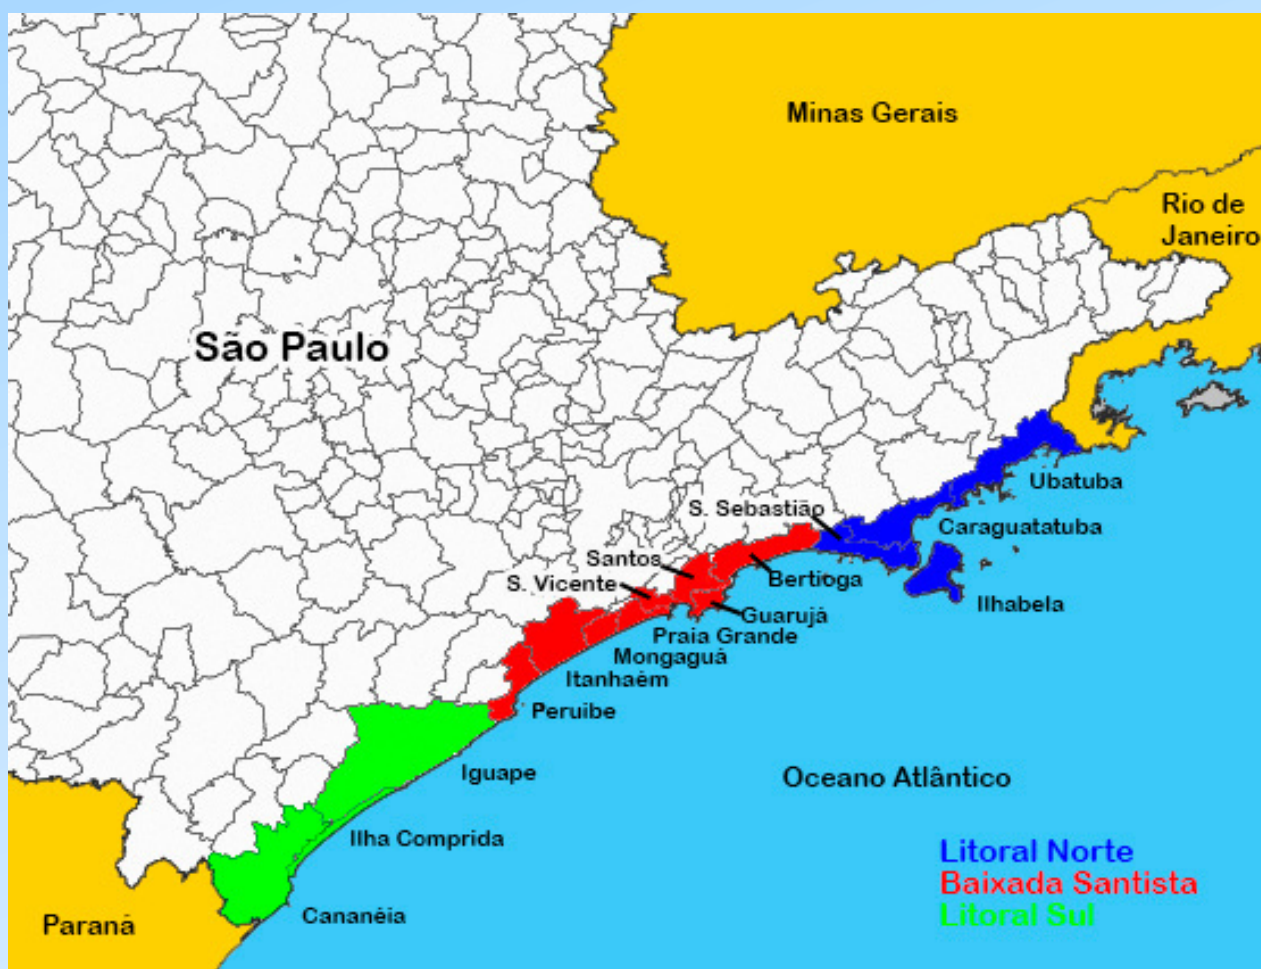 Minas Gerais
Rio de
Janeiro
São Paulo
Ubatuba
S. Sebastião
Caraguatatuba
Santos
Bertioga
S. Vicente
Ilhabela
Guarujá
Praia Grande
Mongaguá
Itanhaém
Peruibe
Iguape
Oceano Atlântico
Ilha Comprida
Litoral Norte
Baixada Santista
Litoral Sul
Cananéia
Paraná